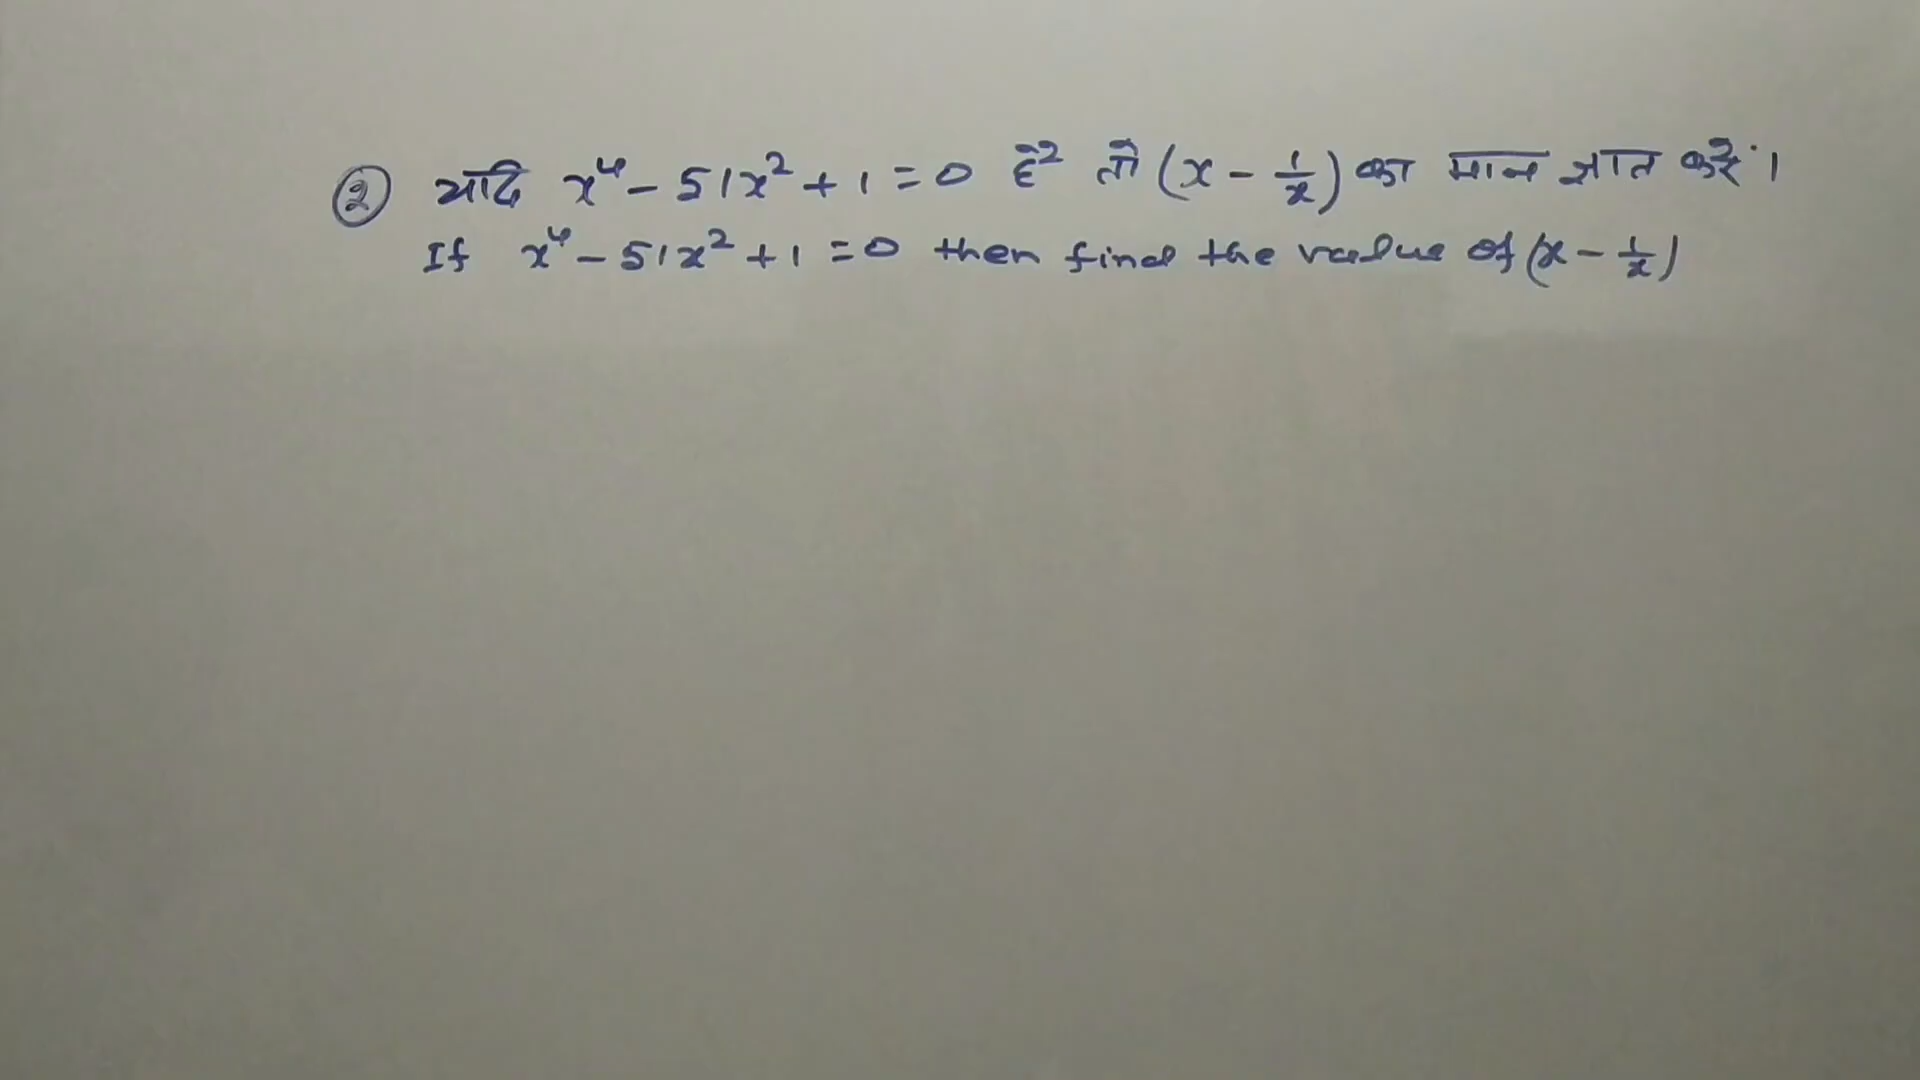 ② यदि x⁴ - 51x² + 1 = 0 है तो (x - 1/x) का मान ज्ञात करें।
If x⁴ - 51x² + 1 = 0 then find the value of (x - 1/x)